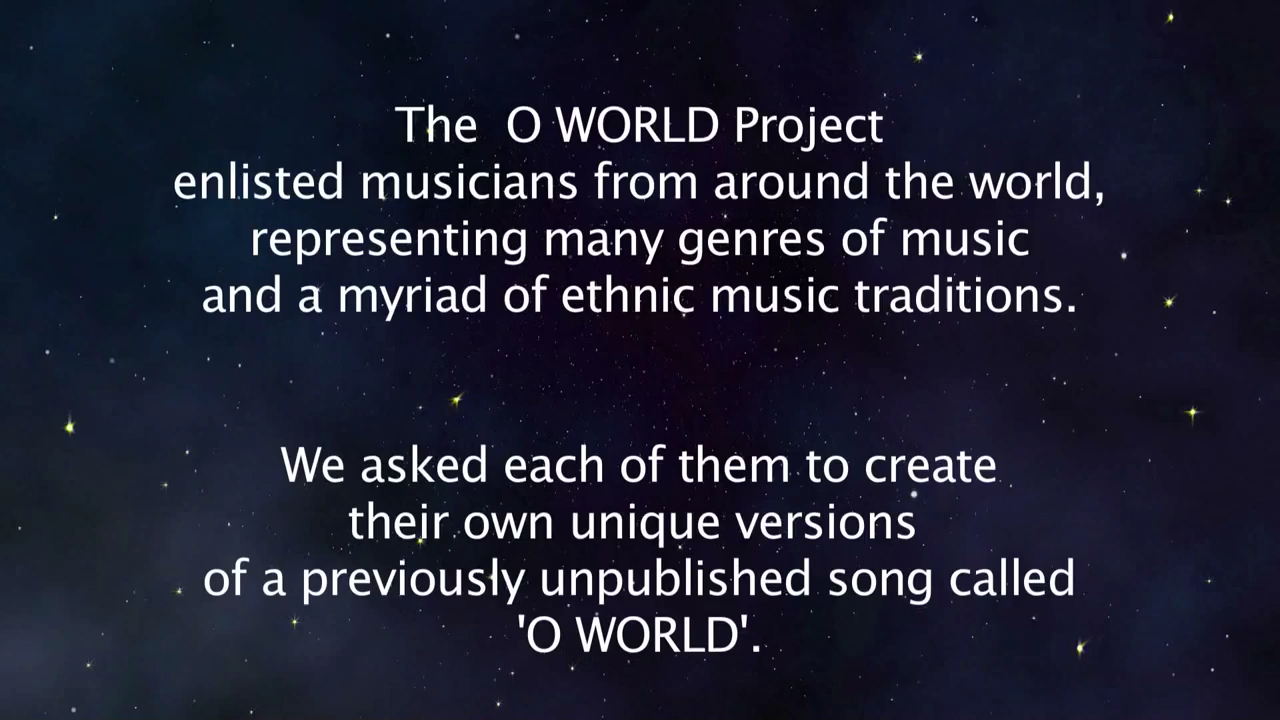 The O WORLD Project
enlisted musicians from around the world,
representing many genres of music
and a myriad of ethnic music traditions.
We asked each of them to create
their own unique versions
of a previously unpublished song called
'O WORLD'.